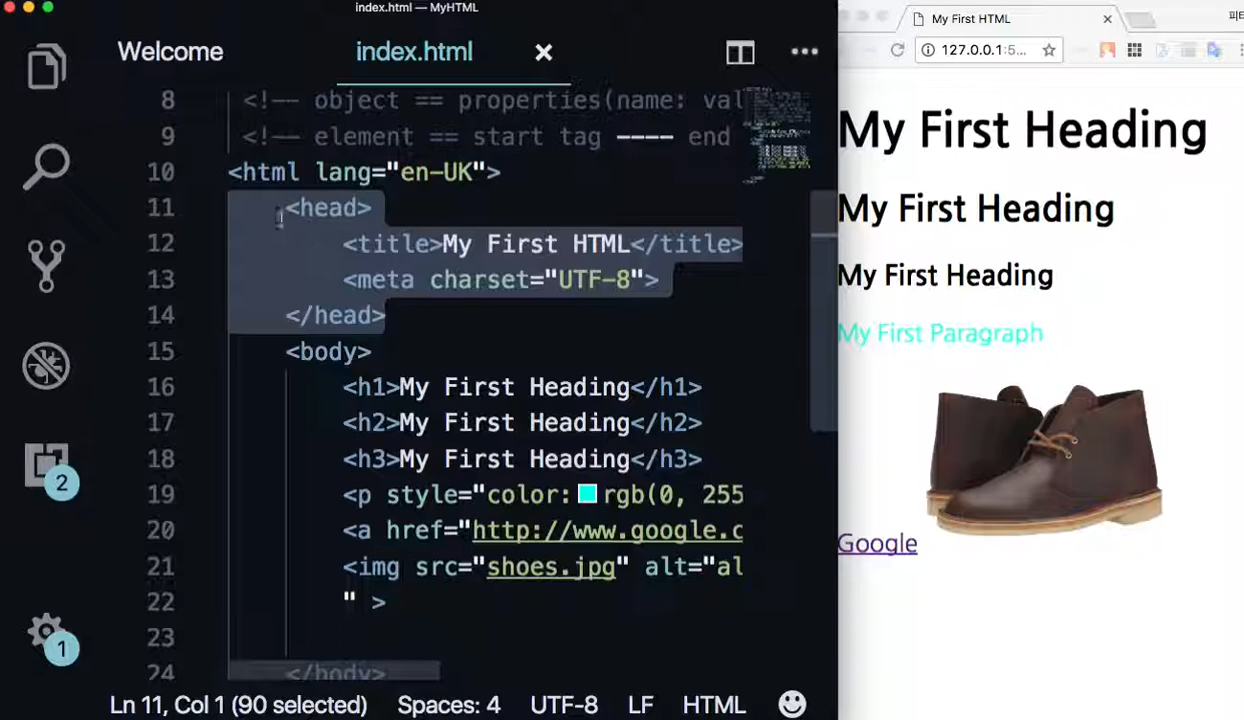 index.html — MyHTML
Welcome
index.html
8 <!-- object == properties(name: val
9 <!-- element == start tag ---- end
10 <html lang="en-UK">
11 <head>
12 <title>My First HTML</title>
13 <meta charset="UTF-8">
14 </head>
15 <body>
16 <h1>My First Heading</h1>
17 <h2>My First Heading</h2>
18 <h3>My First Heading</h3>
19 <p style="color: rgb(0, 255
20 <a href="http://www.google.c
21 <img src="shoes.jpg" alt="al
22 " >
23
24 </body>
2
1
Ln 11, Col 1 (90 selected) Spaces: 4 UTF-8 LF HTML
My First HTML
127.0.0.1:5...
My First Heading
My First Heading
My First Heading
My First Paragraph
Google